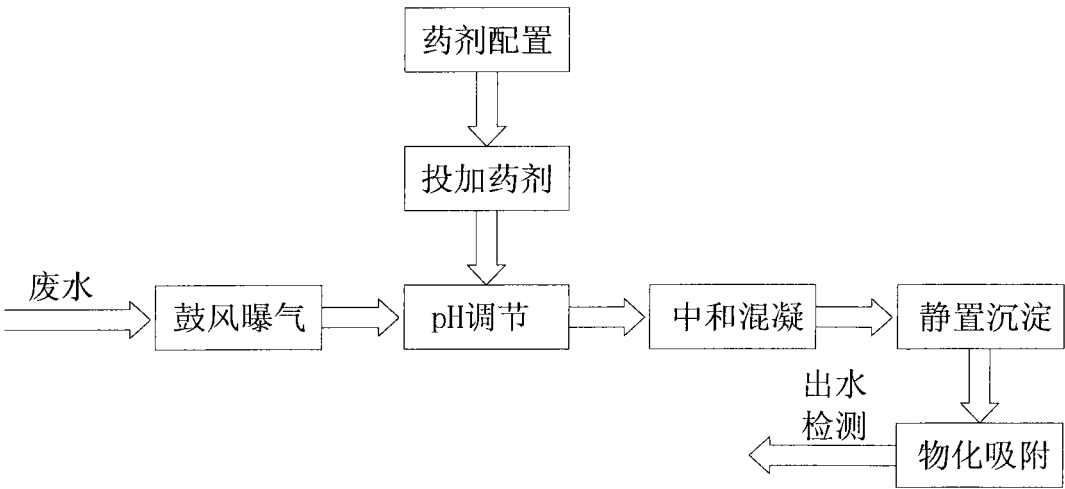 药剂配置
投加药剂
废水
鼓风曝气
pH调节
中和混凝
静置沉淀
出水
检测
物化吸附